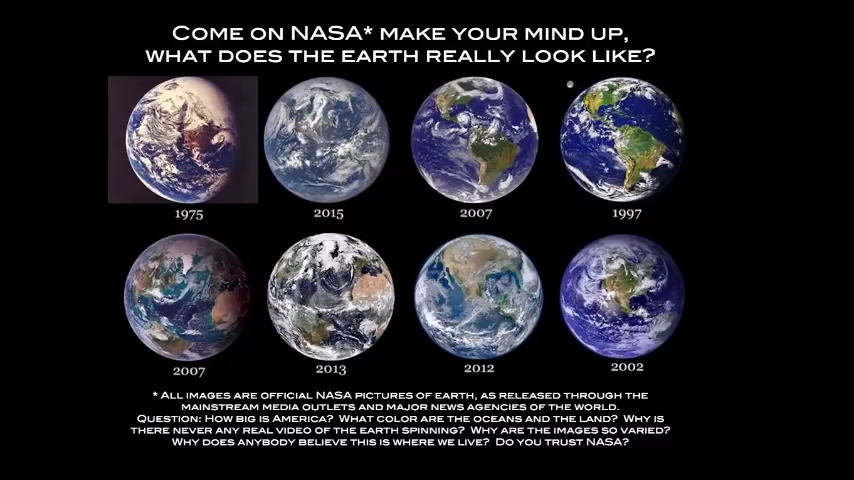 Come on NASA* make your mind up,
what does the earth really look like?
1975
2015
2007
1997
2007
2013
2012
2002
* All images are official NASA pictures of earth, as released through the
mainstream media outlets and major news agencies of the world.
Question: How big is America? What color are the oceans and the land? Why is
there never any real video of the earth spinning? Why are the images so varied?
Why does anybody believe this is where we live? Do you trust NASA?